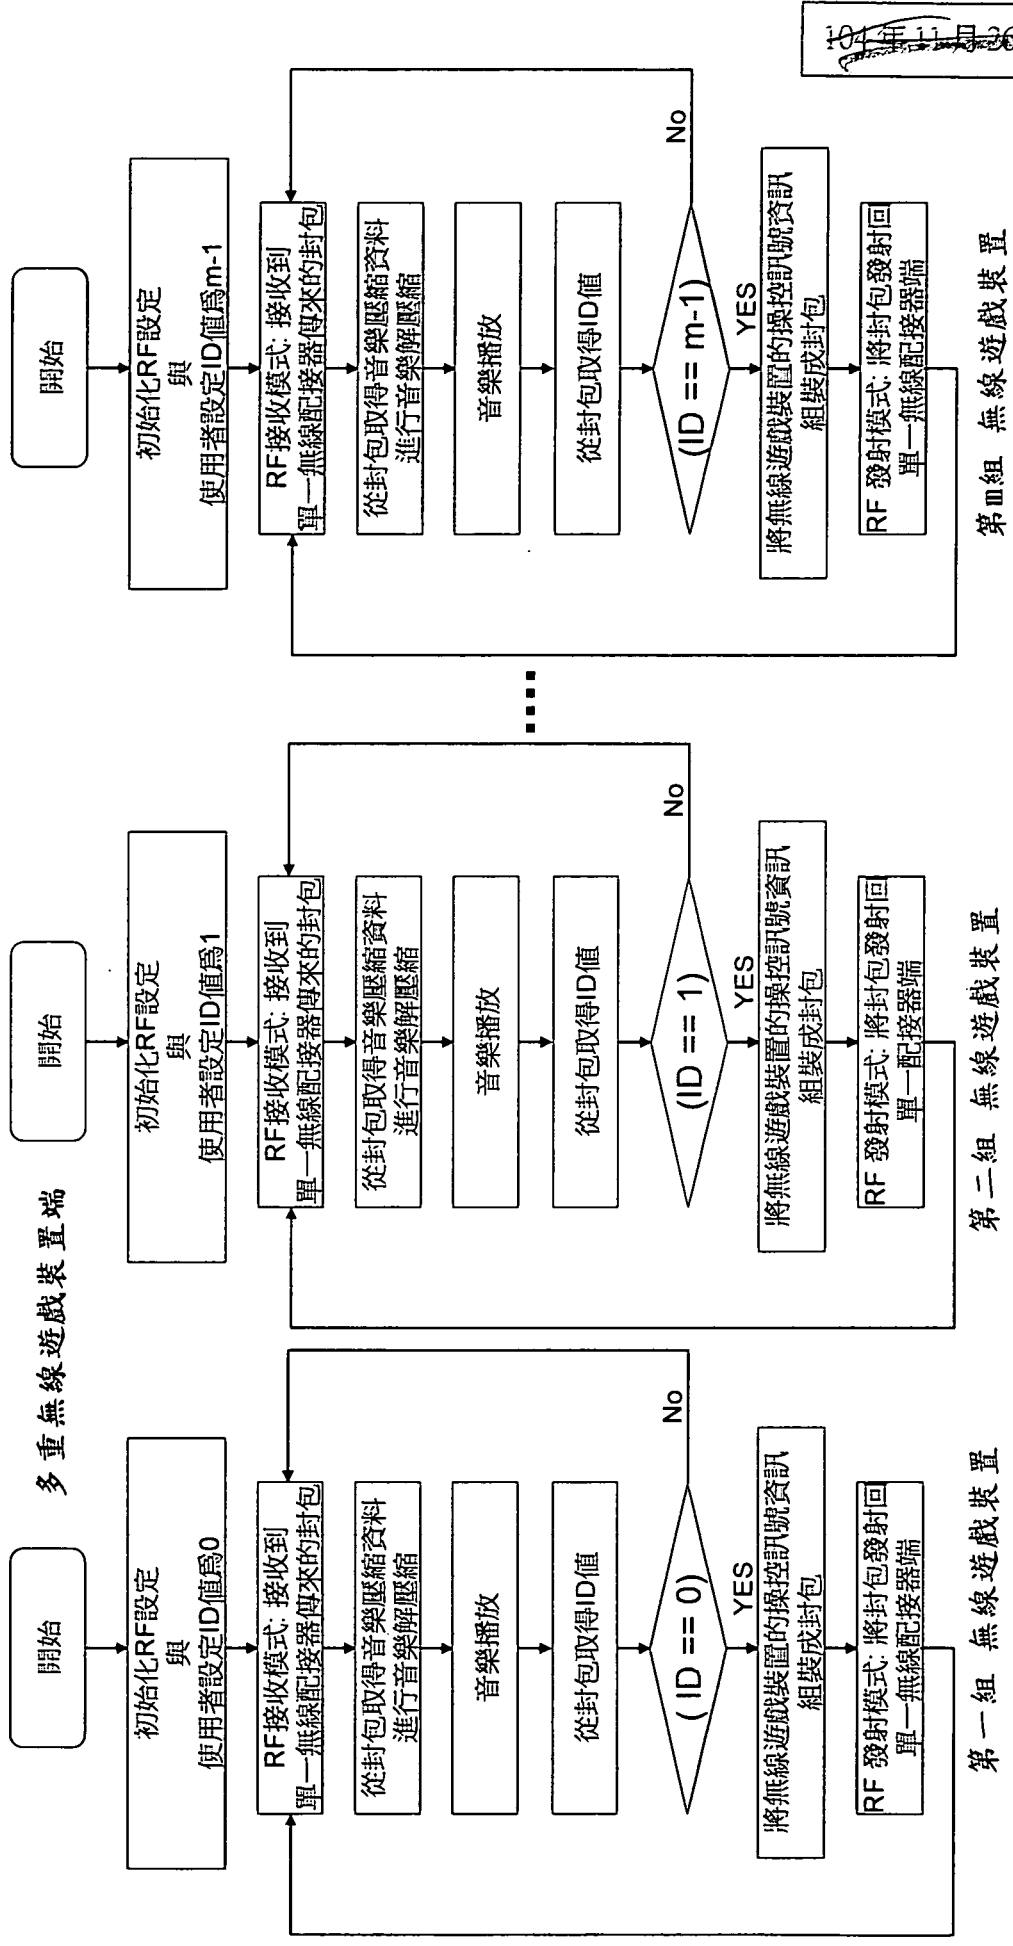 多重無線遊戲裝置端
開始
初始化RF設定
與
使用者設定ID值為0
RF接收模式: 接收到
單一無線配接器傳來的封包
從封包取得音樂壓縮資料
進行音樂解壓縮
音樂播放
從封包取得ID值
(ID == 0)
No
YES
將無線遊戲裝置的操控訊號資訊
組裝成封包
RF 發射模式: 將封包發射回
單一無線配接器端
第一組 無線遊戲裝置
開始
初始化RF設定
與
使用者設定ID值為1
RF接收模式: 接收到
單一無線配接器傳來的封包
從封包取得音樂壓縮資料
進行音樂解壓縮
音樂播放
從封包取得ID值
(ID == 1)
No
YES
將無線遊戲裝置的操控訊號資訊
組裝成封包
RF 發射模式: 將封包發射回
單一配接器端
第二組 無線遊戲裝置
開始
初始化RF設定
與
使用者設定ID值為m-1
RF接收模式: 接收到
單一無線配接器傳來的封包
從封包取得音樂壓縮資料
進行音樂解壓縮
音樂播放
從封包取得ID值
(ID == m-1)
No
YES
將無線遊戲裝置的操控訊號資訊
組裝成封包
RF 發射模式: 將封包發射回
單一無線配接器端
第m組 無線遊戲裝置
104年11月